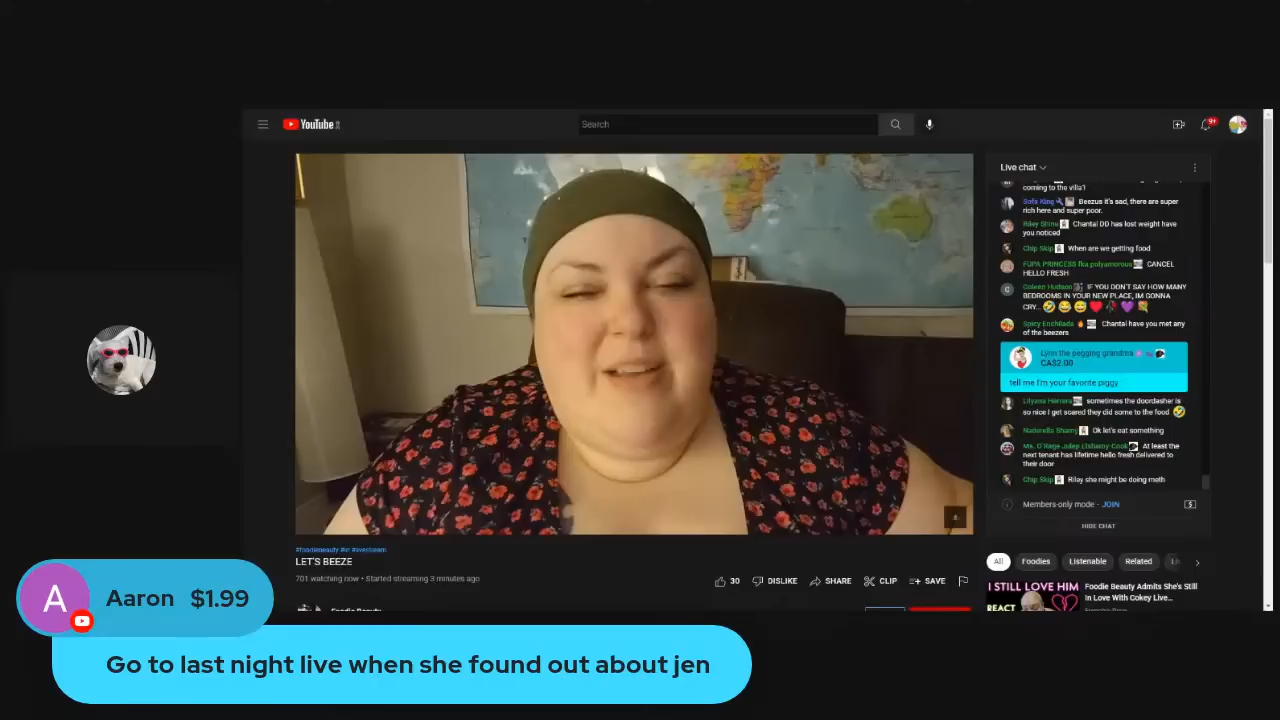 YouTube
Search
9+
Live chat
coming to the villa'!
Sofa King Beezus it's sad, there are super
rich here and super poor.
Riley Shine Chantal DD has lost weight have
you noticed
Chip Skip When are we getting food
FUPA PRINCESS fka polyamorous CANCEL
HELLO FRESH
Coleen Hudson IF YOU DON'T SAY HOW MANY
BEDROOMS IN YOUR NEW PLACE, IM GONNA
CRY...
Spicy Enchilada Chantal have you met any
of the beezers
Lynn the pegging grandma
CA$2.00
tell me I'm your favorite piggy
Lilyana Herrera sometimes the doordasher is
so nice I get scared they did some to the food
Naderella Shamy Ok let's eat something
Ms. O'Rage Julep Lisbamy-Cook At least the
next tenant has lifetime hello fresh delivered to
their door
Chip Skip Riley she might be doing meth
Members-only mode - JOIN
HIDE CHAT
#foodiebeauty
LET'S BEEZE
701 watching now • Started streaming 3 minutes ago
30
DISLIKE
SHARE
CLIP
SAVE
All
Foodies
Listenable
Related
I STILL LOVE HIM
REACT
Foodie Beauty Admits She's Still
In Love With Cokey Live...
Foodie Beauty
A
Aaron $1.99
Go to last night live when she found out about jen